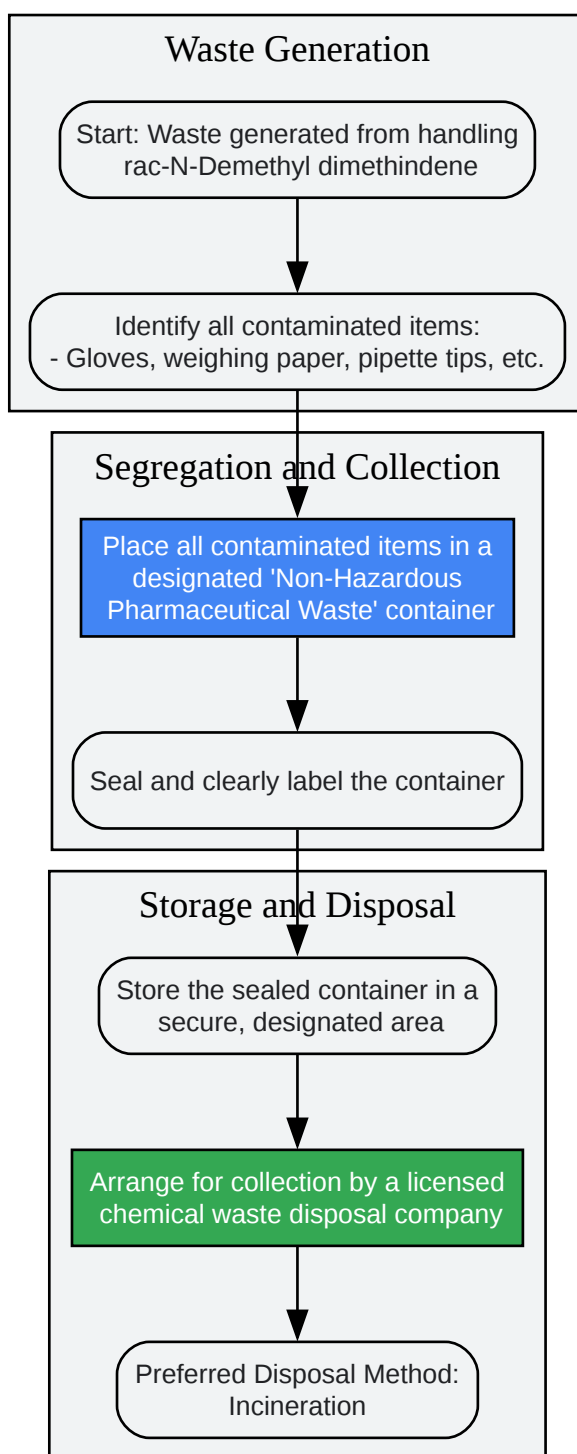 Waste Generation
Start: Waste generated from handling
rac-N-Demethyl dimethindene
Identify all contaminated items:
- Gloves, weighing paper, pipette tips, etc.
Segregation and Collection
Place all contaminated items in a
designated 'Non-Hazardous
Pharmaceutical Waste' container
Seal and clearly label the container
Storage and Disposal
Store the sealed container in a
secure, designated area
Arrange for collection by a licensed
chemical waste disposal company
Preferred Disposal Method:
Incineration